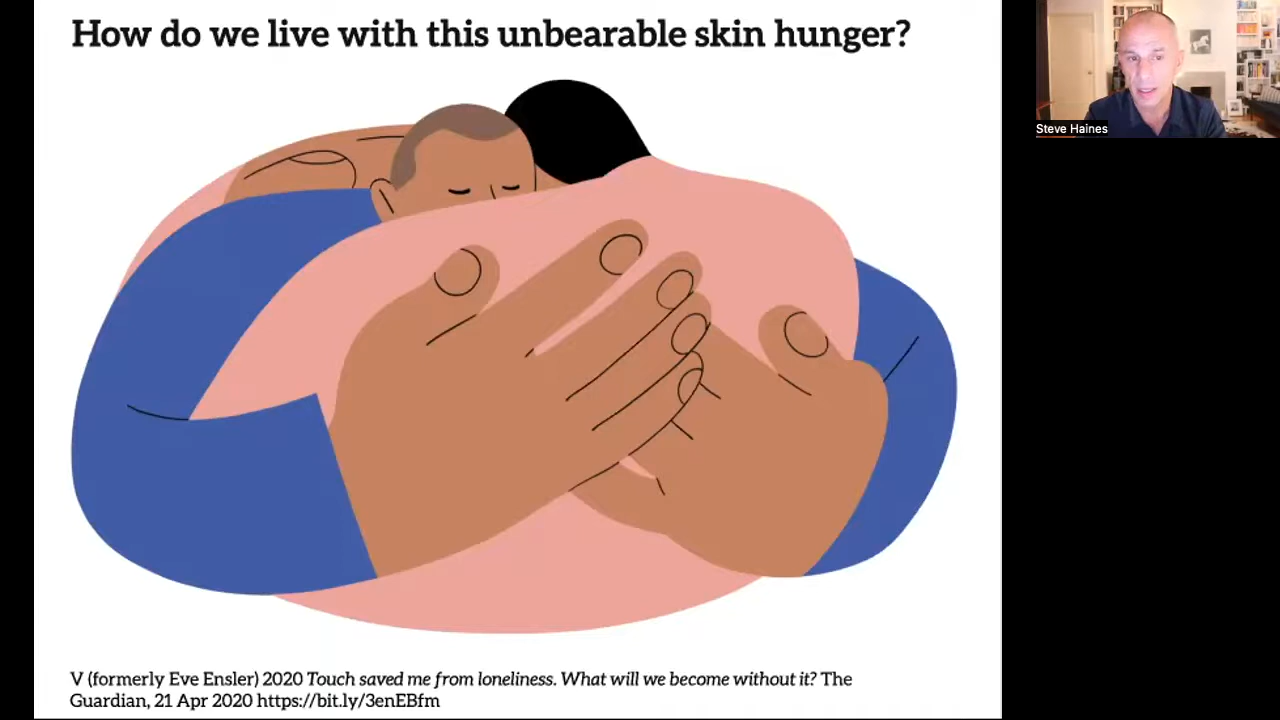 How do we live with this unbearable skin hunger?
Steve Haines
V (formerly Eve Ensler) 2020 Touch saved me from loneliness. What will we become without it? The
Guardian, 21 Apr 2020 https://bit.ly/3enEBfm